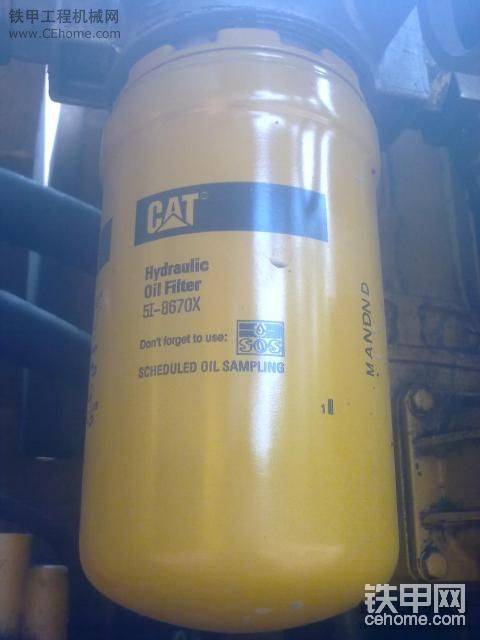 铁甲工程机械网
www.CEhome.com
CAT
Hydraulic
Oil Filter
5I-8670X
Don't forget to use:
S·O·S
SCHEDULED OIL SAMPLING
MANDND
1
铁甲网
cehome.com